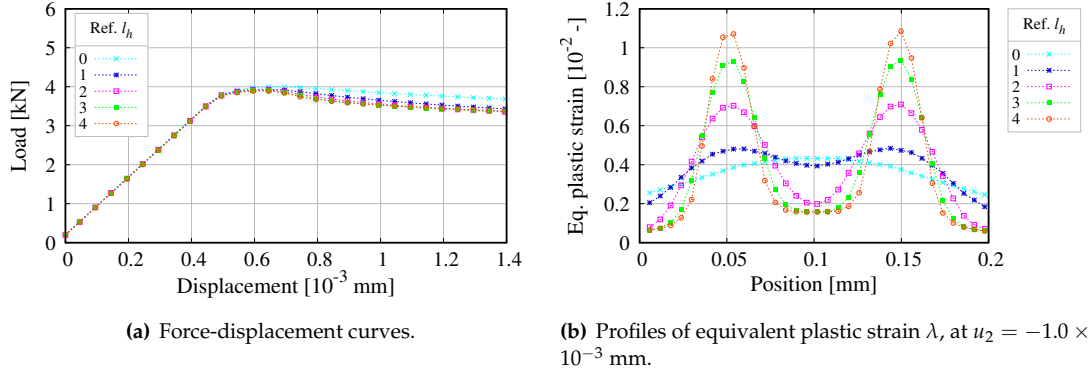 Ref. l_h
0
1
2
3
4
6
5
4
3
2
1
0
Load [kN]
0 0.2 0.4 0.6 0.8 1 1.2 1.4
Displacement [10⁻³ mm]
(a) Force-displacement curves.
1.2
1
0.8
0.6
0.4
0.2
0
Eq. plastic strain [10⁻² -]
0 0.05 0.1 0.15 0.2
Position [mm]
Ref. l_h
0
1
2
3
4
(b) Profiles of equivalent plastic strain λ, at u₂ = −1.0 ×
10⁻³ mm.